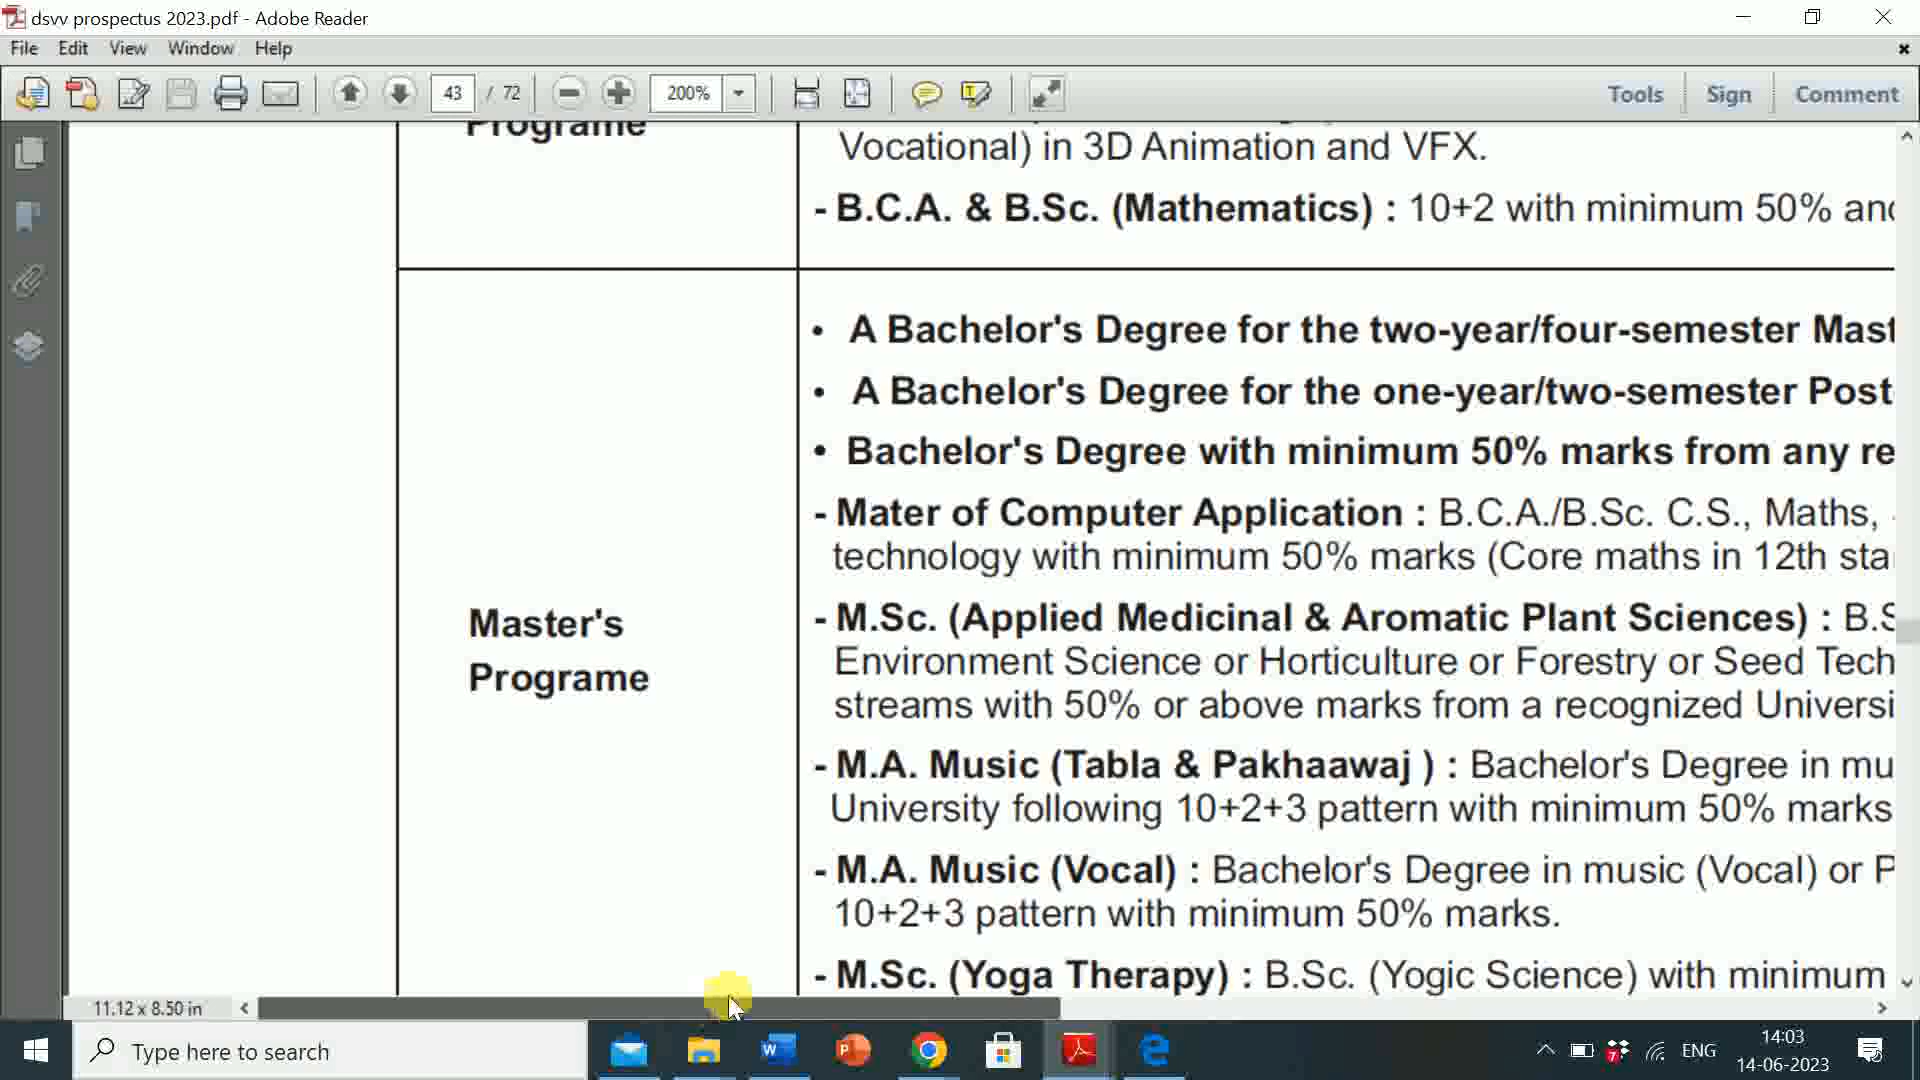 dsvv prospectus 2023.pdf - Adobe Reader
File Edit View Window Help
43 / 72 200% Tools Sign Comment
Programe
Vocational) in 3D Animation and VFX.
- B.C.A. & B.Sc. (Mathematics) : 10+2 with minimum 50% and
• A Bachelor's Degree for the two-year/four-semester Mast
• A Bachelor's Degree for the one-year/two-semester Post
• Bachelor's Degree with minimum 50% marks from any re
- Mater of Computer Application : B.C.A./B.Sc. C.S., Maths,
technology with minimum 50% marks (Core maths in 12th sta
Master's
Programe
- M.Sc. (Applied Medicinal & Aromatic Plant Sciences) : B.S
Environment Science or Horticulture or Forestry or Seed Tech
streams with 50% or above marks from a recognized Universi
- M.A. Music (Tabla & Pakhaawaj ) : Bachelor's Degree in mu
University following 10+2+3 pattern with minimum 50% marks
- M.A. Music (Vocal) : Bachelor's Degree in music (Vocal) or P
10+2+3 pattern with minimum 50% marks.
- M.Sc. (Yoga Therapy) : B.Sc. (Yogic Science) with minimum
11.12 x 8.50 in
Type here to search
ENG
14:03
14-06-2023